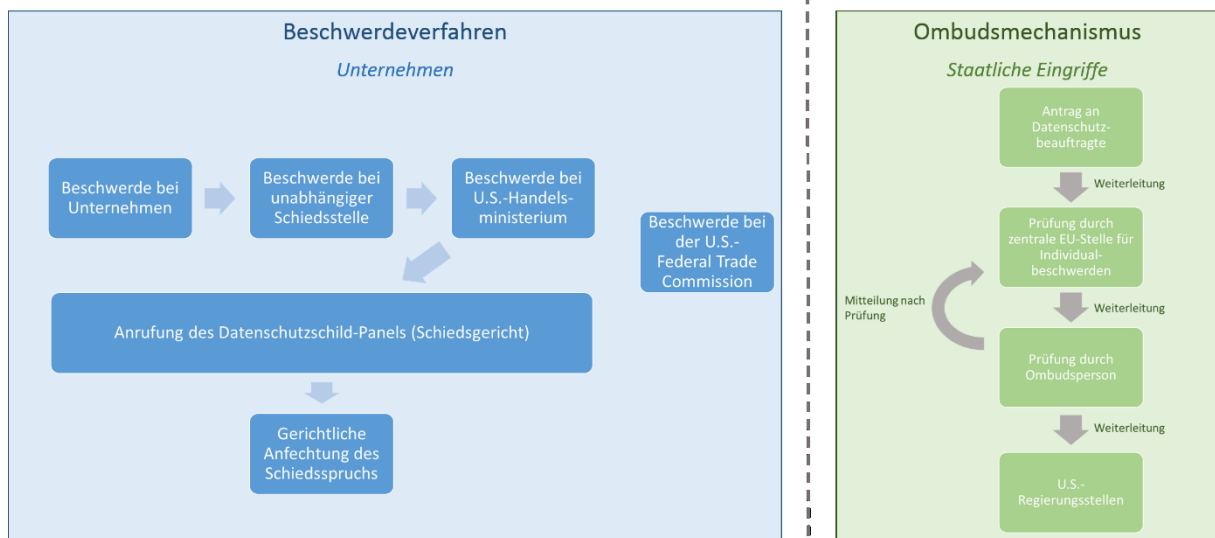 Beschwerdeverfahren
Unternehmen
Beschwerde bei
Unternehmen
Beschwerde bei
unabhängiger
Schiedsstelle
Beschwerde bei
U.S.-Handels-
ministerium
Beschwerde bei
der U.S.-
Federal Trade
Commission
Anrufung des Datenschutzschild-Panels (Schiedsgericht)
Gerichtliche
Anfechtung des
Schiedsspruchs
Ombudsmechanismus
Staatliche Eingriffe
Antrag an
Datenschutz-
beauftragte
Weiterleitung
Prüfung durch
zentrale EU-Stelle für
Individual-
beschwerden
Mitteilung nach
Prüfung
Weiterleitung
Prüfung durch
Ombudsperson
Weiterleitung
U.S.-
Regierungsstellen